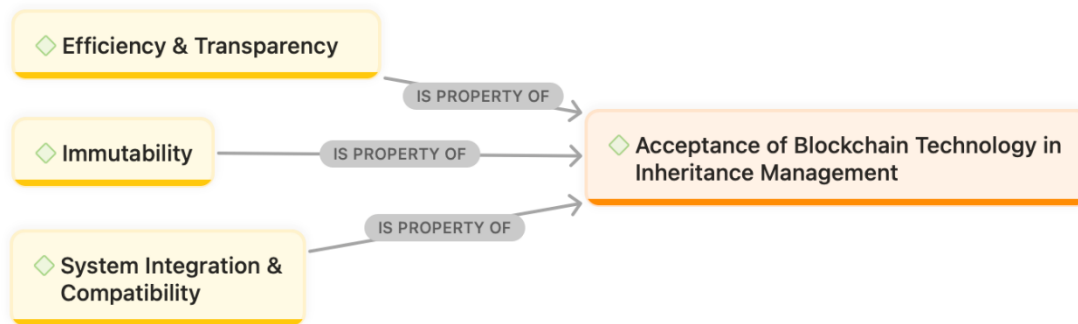 Efficiency & Transparency
IS PROPERTY OF
Immutability
IS PROPERTY OF
Acceptance of Blockchain Technology in
Inheritance Management
IS PROPERTY OF
System Integration &
Compatibility